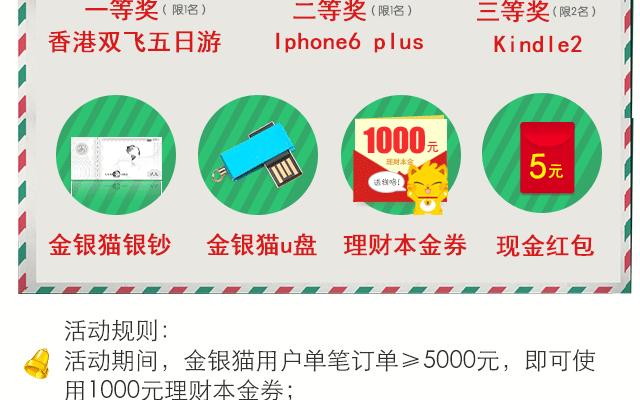 一等奖(限1名) 二等奖(限1名) 三等奖(限2名)
香港双飞五日游 Iphone6 plus Kindle2
1000元
理财本金
送钱啦!
5元
金银猫银钞 金银猫u盘 理财本金券 现金红包
活动规则:
活动期间，金银猫用户单笔订单≥5000元，即可使
用1000元理财本金券；